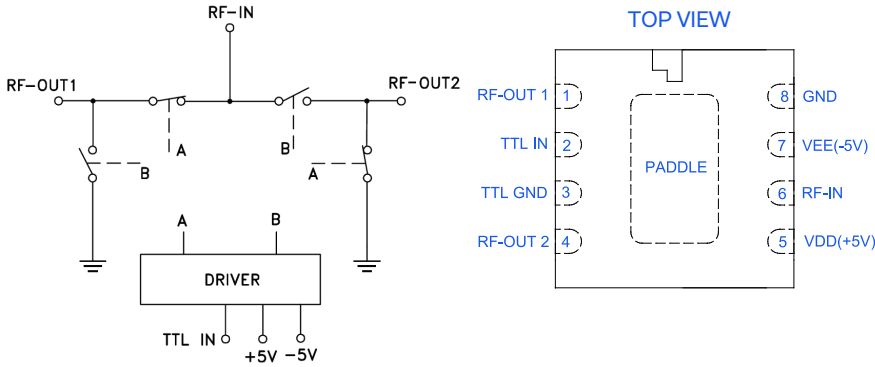 RF-IN
RF-OUT1
RF-OUT2
A
B
B
A
A
B
DRIVER
TTL IN
+5V
-5V
TOP VIEW
RF-OUT 1
1
8
GND
TTL IN
2
7
VEE(-5V)
PADDLE
TTL GND
3
6
RF-IN
RF-OUT 2
4
5
VDD(+5V)